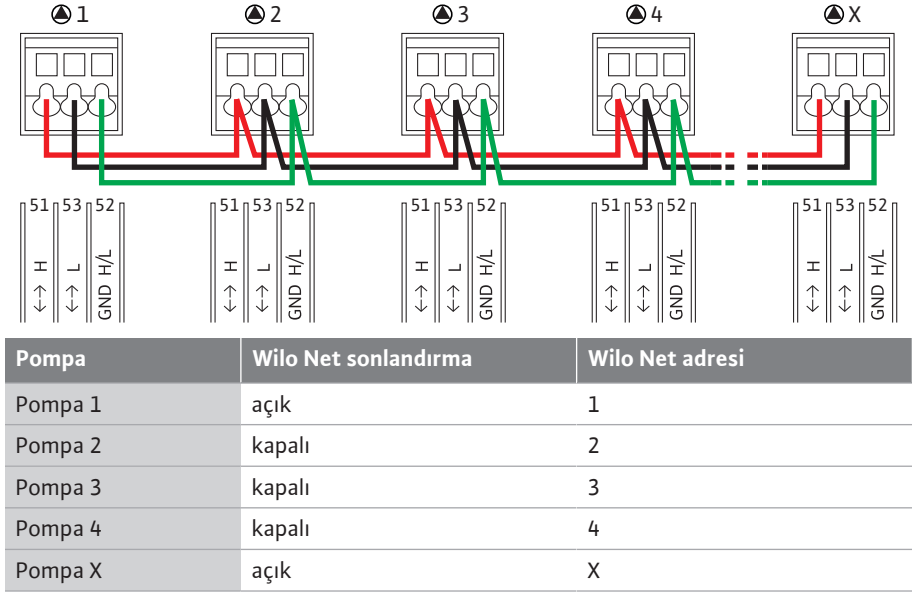 1 2 3 4 X
51 53 52 51 53 52 51 53 52 51 53 52 51 53 52
H L GND H/L H L GND H/L H L GND H/L H L GND H/L H L GND H/L
Pompa Wilo Net sonlandırma Wilo Net adresi
Pompa 1 açık 1
Pompa 2 kapalı 2
Pompa 3 kapalı 3
Pompa 4 kapalı 4
Pompa X açık X